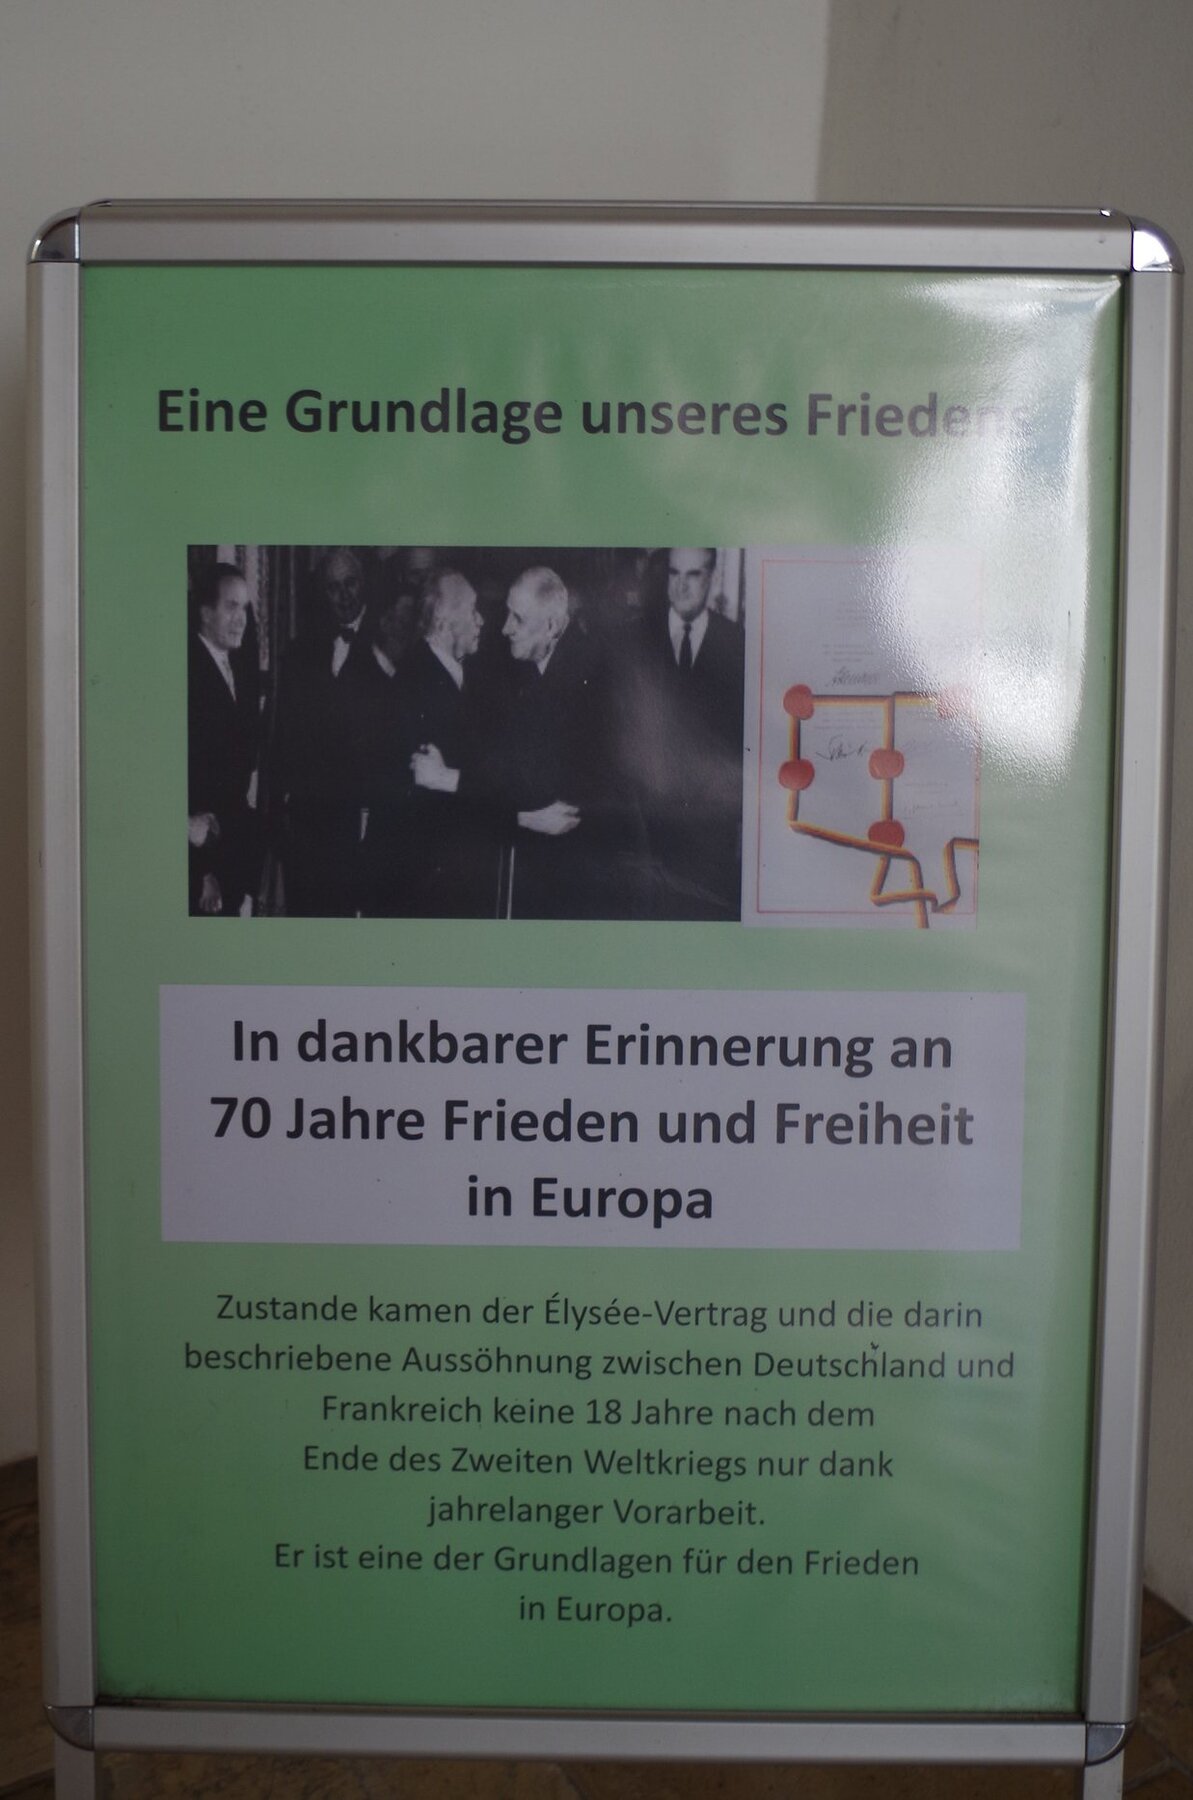 Eine Grundlage unseres Friedens
In dankbarer Erinnerung an
70 Jahre Frieden und Freiheit
in Europa
Zustande kamen der Élysée-Vertrag und die darin
beschriebene Aussöhnung zwischen Deutschland und
Frankreich keine 18 Jahre nach dem
Ende des Zweiten Weltkriegs nur dank
jahrelanger Vorarbeit.
Er ist eine der Grundlagen für den Frieden
in Europa.